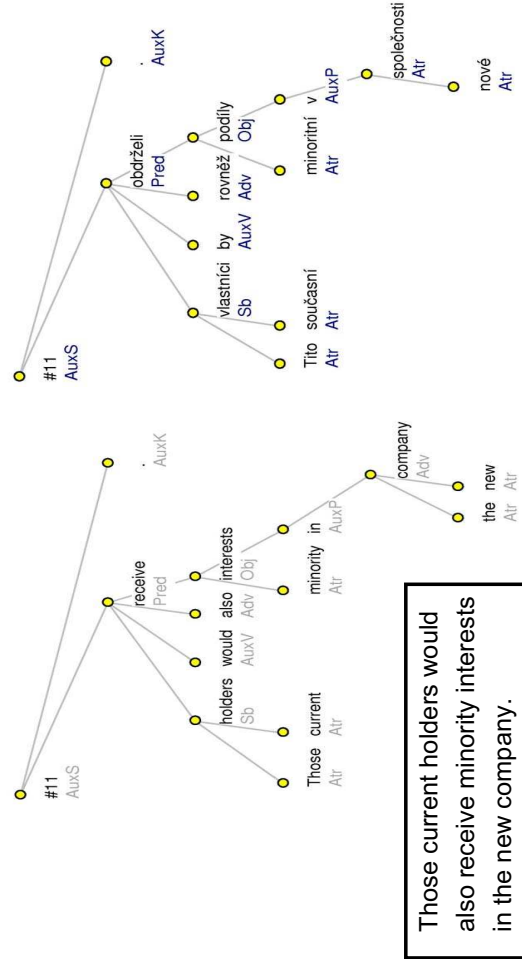 #11
AuxS
receive
Pred
.
AuxK
holders would also interests
Sb AuxV Adv Obj
Those current minority in
Atr Atr Atr AuxP
company
Adv
the new
Atr Atr
#11
AuxS
obdrželi
Pred
.
AuxK
vlastníci by rovněž podíly
Sb AuxV Adv Obj
Tito současní minoritní v
Atr Atr Atr AuxP
společnosti
Atr
nové
Atr
Those current holders would
also receive minority interests
in the new company.